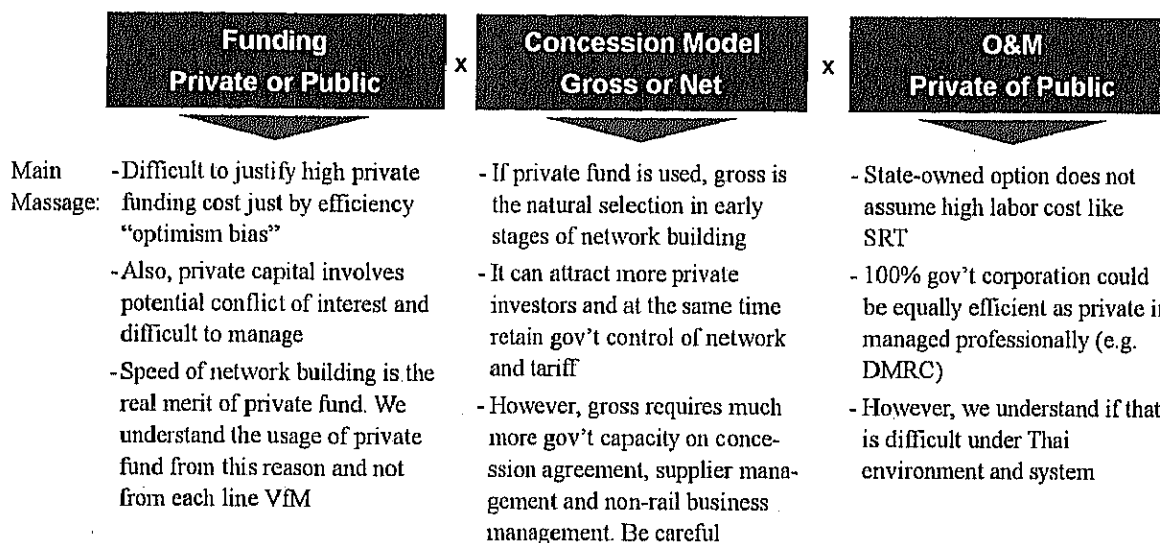 Funding
Private or Public
x
Concession Model
Gross or Net
x
O&M
Private of Public
Main
Massage:
- Difficult to justify high private
funding cost just by efficiency
“optimism bias”
- Also, private capital involves
potential conflict of interest and
difficult to manage
- Speed of network building is the
real merit of private fund. We
understand the usage of private
fund from this reason and not
from each line VfM
- If private fund is used, gross is
the natural selection in early
stages of network building
- It can attract more private
investors and at the same time
retain gov’t control of network
and tariff
- However, gross requires much
more gov’t capacity on conce-
ssion agreement, supplier mana-
gement and non-rail business
management. Be careful
- State-owned option does not
assume high labor cost like
SRT
- 100% gov’t corporation could
be equally efficient as private i
managed professionally (e.g.
DMRC)
- However, we understand if that
is difficult under Thai
environment and system